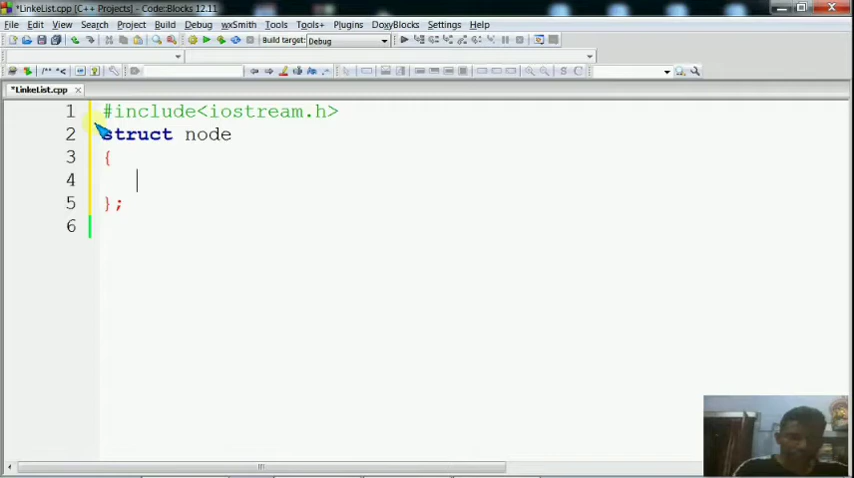 *LinkeList.cpp [C++ Projects] - Code::Blocks 12.11
File Edit View Search Project Build Debug wxSmith Tools Tools+ Plugins DoxyBlocks Settings Help
Build target: Debug
/** *<
S C
*LinkeList.cpp
1 #include<iostream.h>
2 struct node
3 {
4
5 };
6